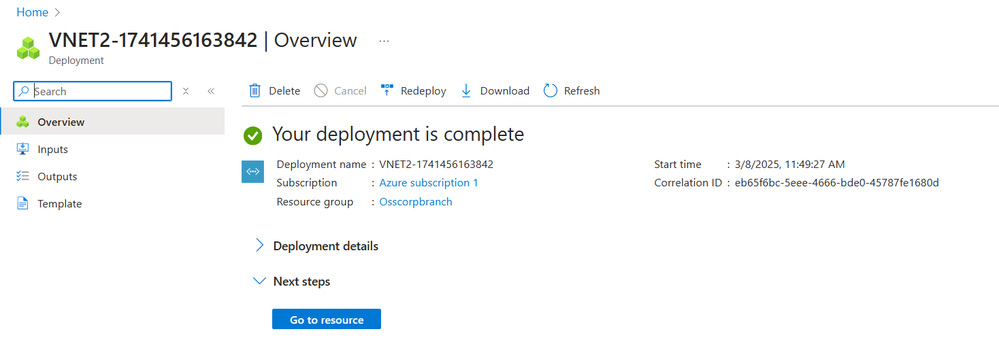 Home
VNET2-1741456163842 | Overview ...
Deployment
Search
Delete Cancel Redeploy Download Refresh
Overview
Inputs
Outputs
Template
Your deployment is complete
Deployment name : VNET2-1741456163842
Subscription : Azure subscription 1
Resource group : Osscorpbranch
Start time : 3/8/2025, 11:49:27 AM
Correlation ID : eb65f6bc-5eee-4666-bde0-45787fe1680d
Deployment details
Next steps
Go to resource